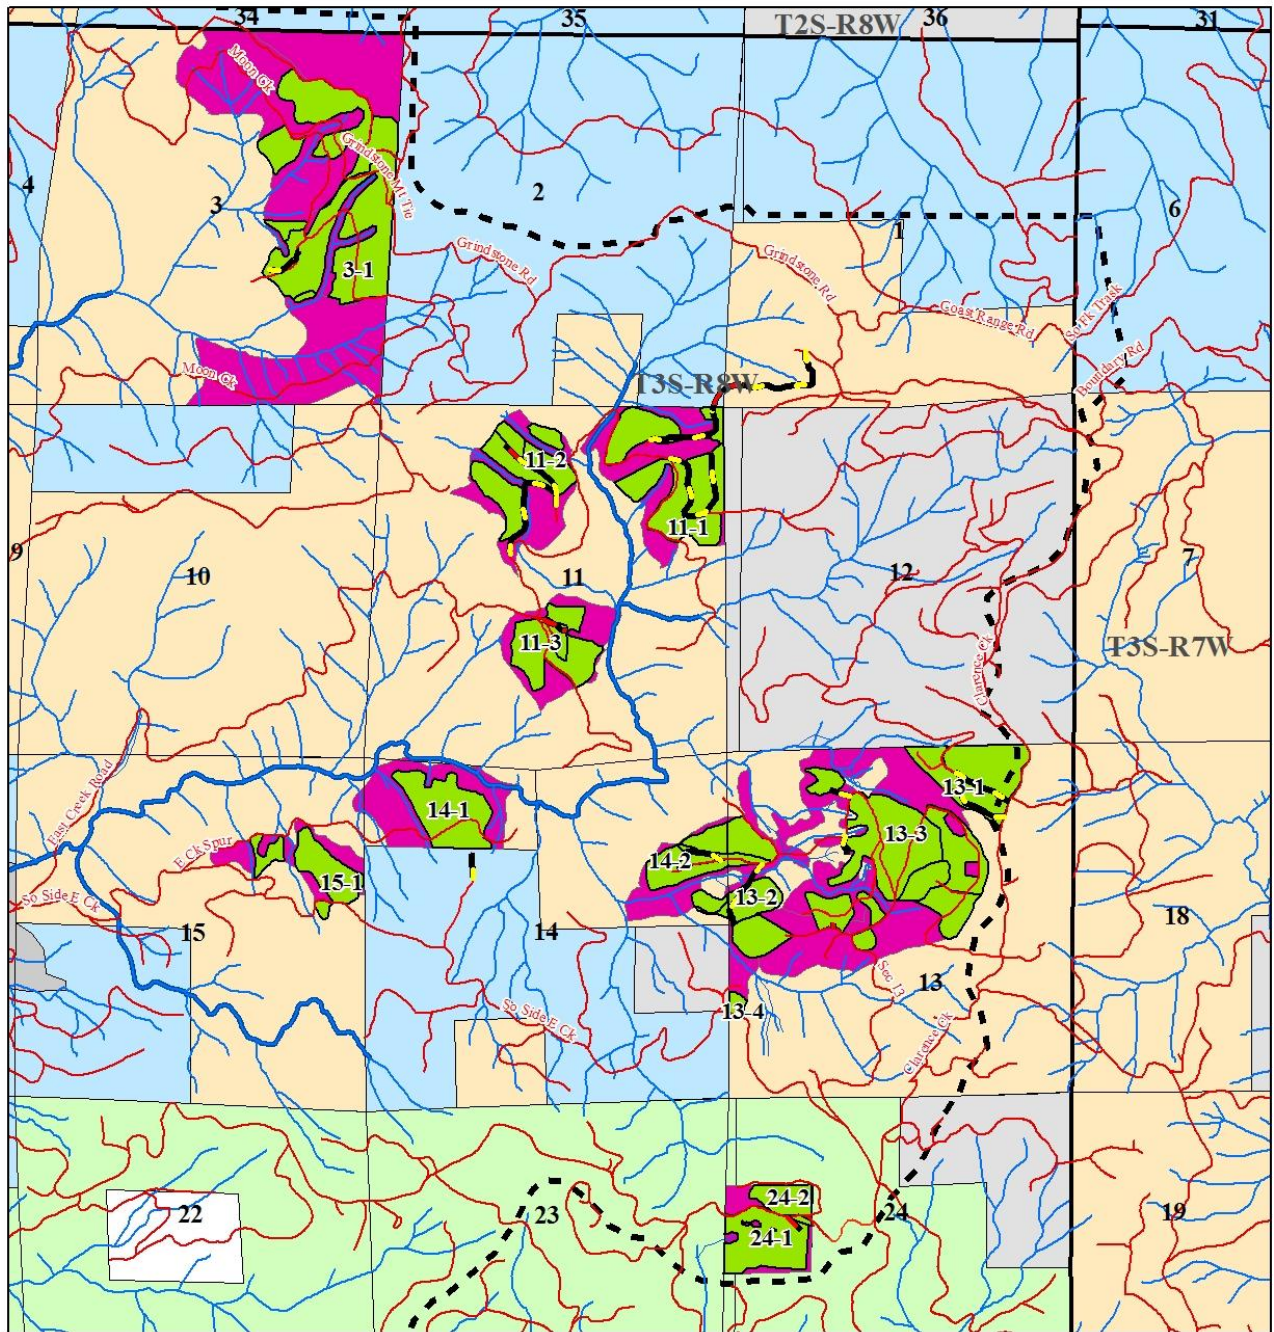 34
35
36
31
T2S-R8W
Moon Ck
Grindstone Mt Tie
4
3
2
1
6
3-1
Grindstone Rd
Grindstone Rd
Coast Range Rd
So Fk Trask
Boundary Rd
Moon Ck
T3S-R8W
11-2
11-1
9
10
11
12
7
11-3
Clarence Ck
T3S-R7W
East Creek Road
14-1
13-1
13-3
E Ck Spur
14-2
15-1
13-2
So Side E Ck
15
14
18
Sec 13
13
13-4
So Side E Ck
Clarence Ck
24-2
22
23
24
19
24-1